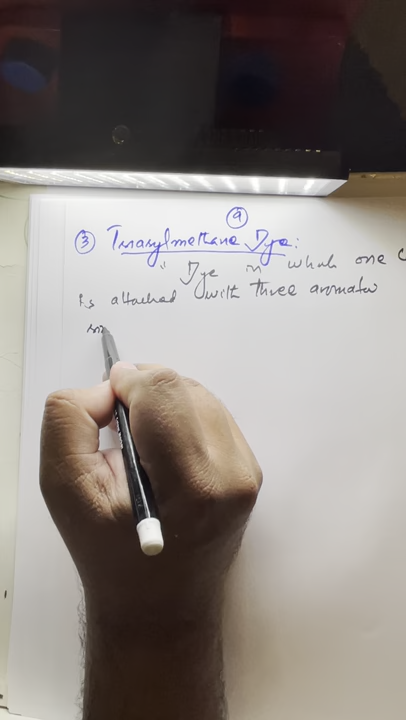 9
3 Triarylmethane Dye:
" Dye in which one C
is attached with three aromatic